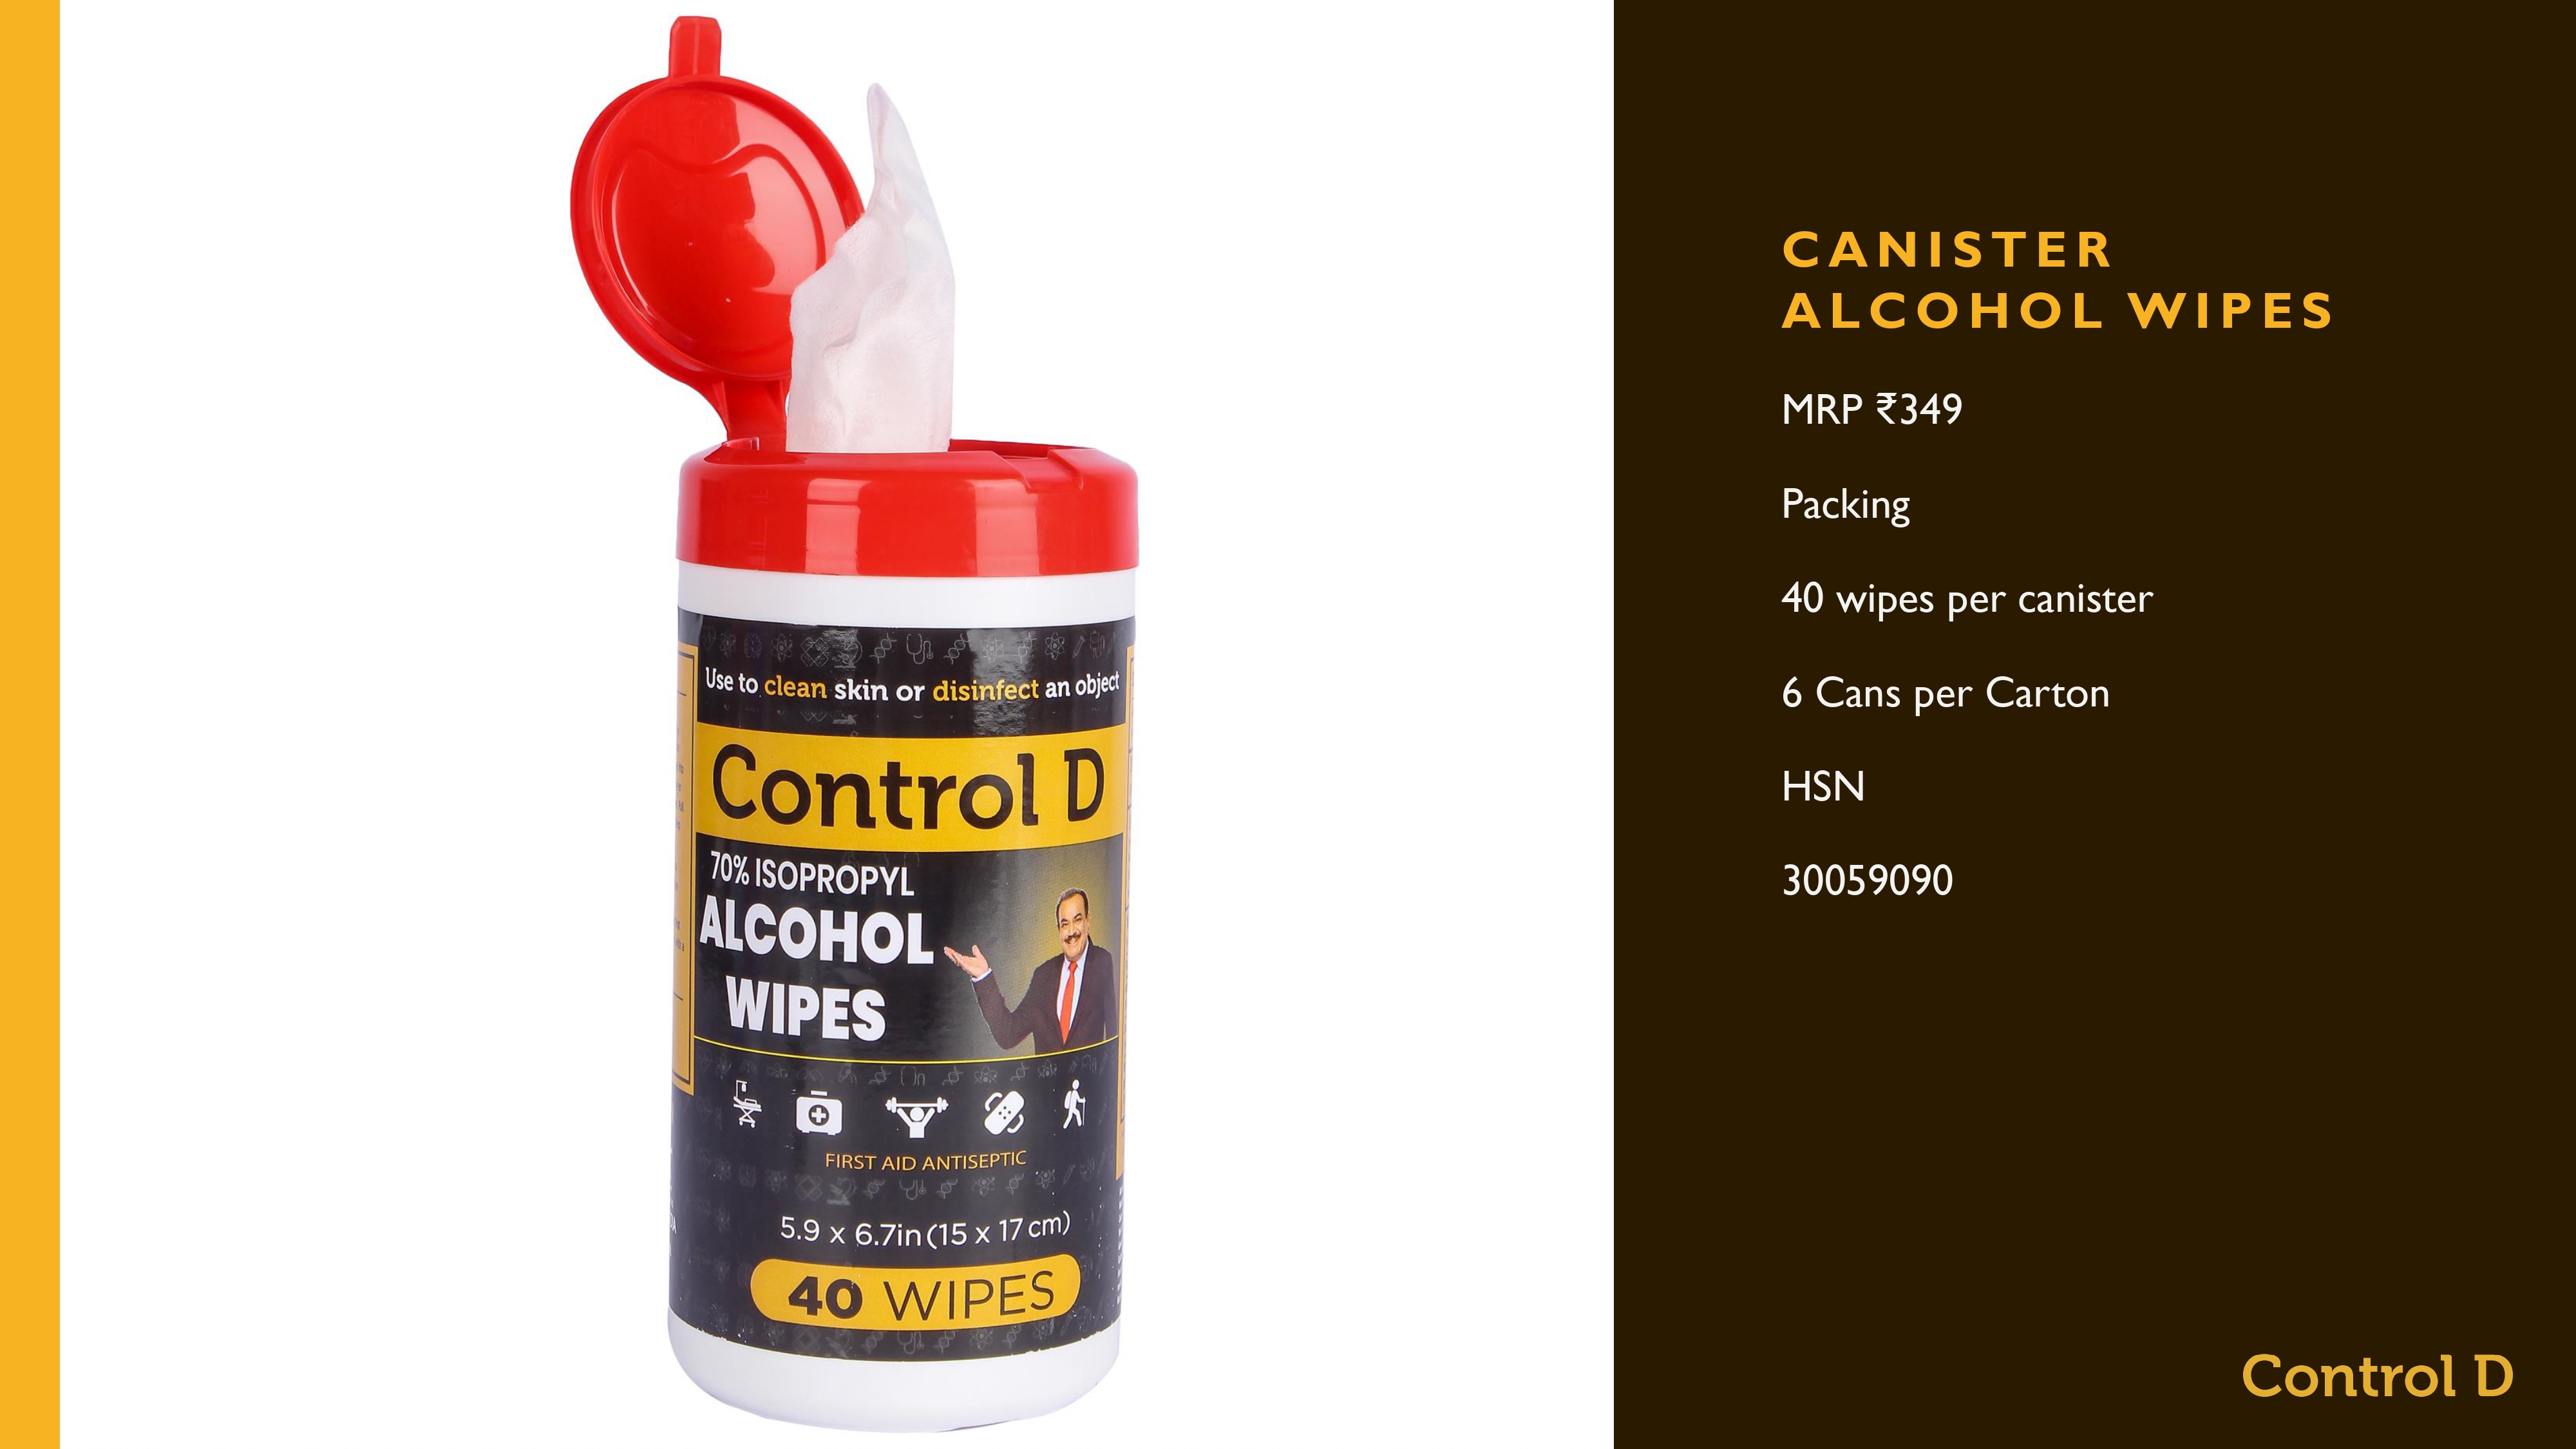 Use to clean skin or disinfect an object
Control D
70% ISOPROPYL
ALCOHOL
WIPES
FIRST AID ANTISEPTIC
5.9 x 6.7in (15 x 17 cm)
40 WIPES
CANISTER
ALCOHOL WIPES
MRP ₹349
Packing
40 wipes per canister
6 Cans per Carton
HSN
30059090
Control D